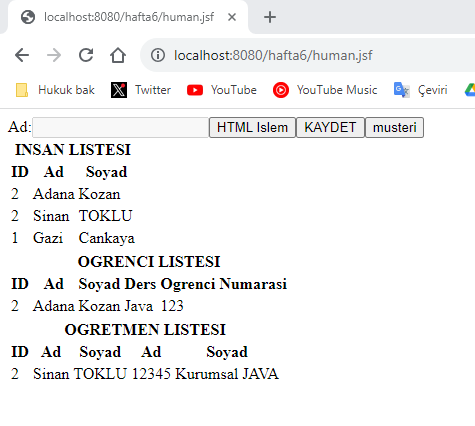 localhost:8080/hafta6/human.jsf
localhost:8080/hafta6/human.jsf
Hukuk bak Twitter YouTube YouTube Music Çeviri
Ad: HTML Islem KAYDET musteri
INSAN LISTESI
ID Ad Soyad
2 Adana Kozan
2 Sinan TOKLU
1 Gazi Cankaya
OGRENCI LISTESI
ID Ad Soyad Ders Ogrenci Numarasi
2 Adana Kozan Java 123
OGRETMEN LISTESI
ID Ad Soyad Ad Soyad
2 Sinan TOKLU 12345 Kurumsal JAVA